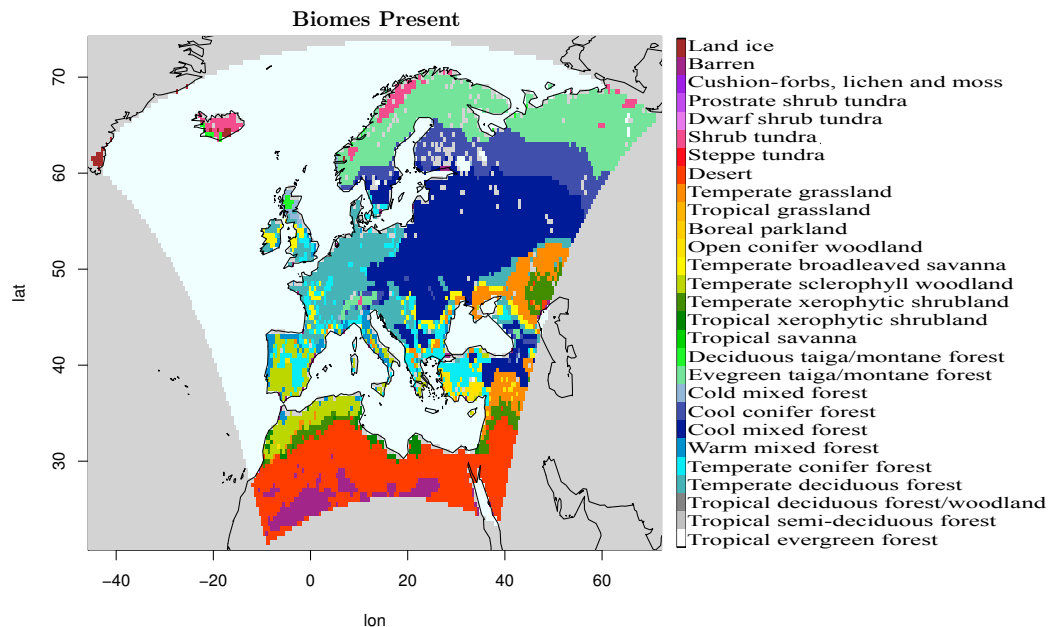 Biomes Present
70
60
50
40
30
lat
−40
−20
0
20
40
60
lon
Land ice
Barren
Cushion-forbs, lichen and moss
Prostrate shrub tundra
Dwarf shrub tundra
Shrub tundra
Steppe tundra
Desert
Temperate grassland
Tropical grassland
Boreal parkland
Open conifer woodland
Temperate broadleaved savanna
Temperate sclerophyll woodland
Temperate xerophytic shrubland
Tropical xerophytic shrubland
Tropical savanna
Deciduous taiga/montane forest
Evegreen taiga/montane forest
Cold mixed forest
Cool conifer forest
Cool mixed forest
Warm mixed forest
Temperate conifer forest
Temperate deciduous forest
Tropical deciduous forest/woodland
Tropical semi-deciduous forest
Tropical evergreen forest